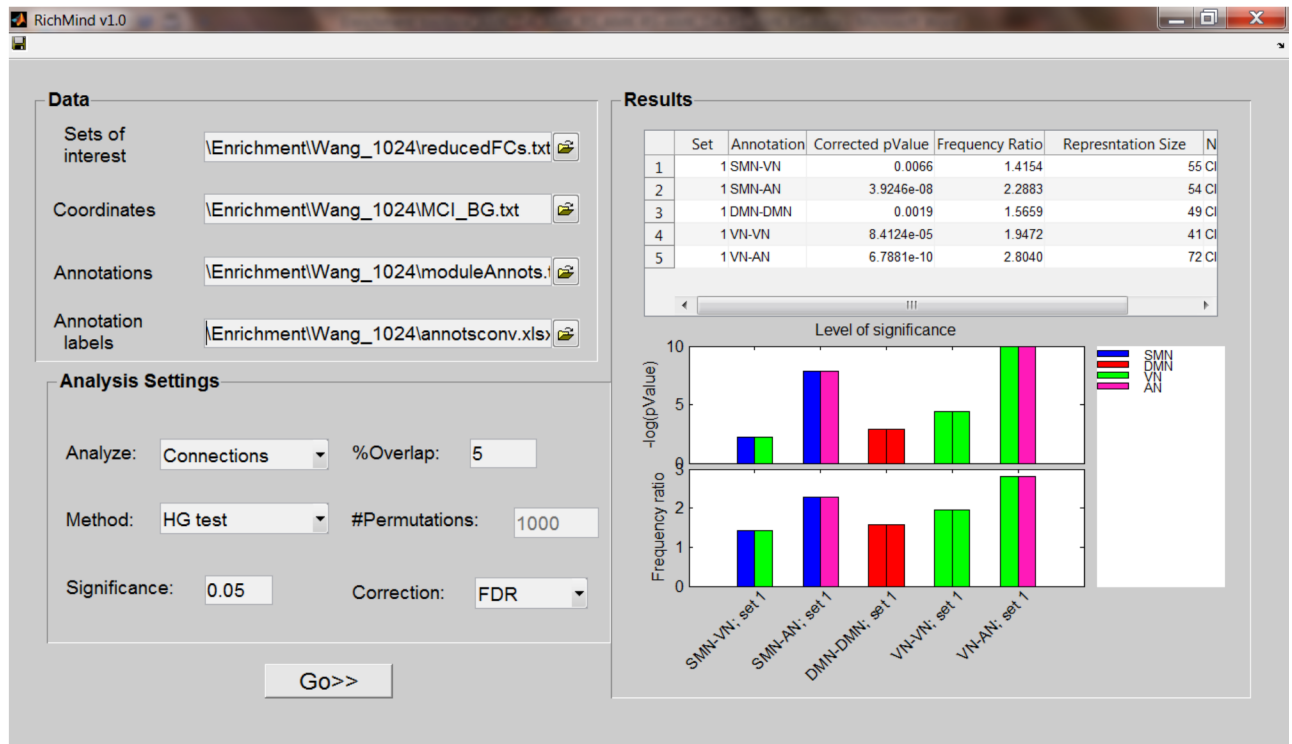 RichMind v1.0
Data
Sets of
interest
\Enrichment\Wang_1024\reducedFCs.txt
Coordinates
\Enrichment\Wang_1024\MCI_BG.txt
Annotations
\Enrichment\Wang_1024\moduleAnnots.t
Annotation
labels
\Enrichment\Wang_1024\annotsconv.xlsx
Analysis Settings
Analyze: Connections %Overlap: 5
Method: HG test #Permutations: 1000
Significance: 0.05 Correction: FDR
Go>>
Results
Set Annotation Corrected pValue Frequency Ratio Represntation Size N
1 1 SMN-VN 0.0066 1.4154 55 Cl
2 1 SMN-AN 3.9246e-08 2.2883 54 Cl
3 1 DMN-DMN 0.0019 1.5659 49 Cl
4 1 VN-VN 8.4124e-05 1.9472 41 Cl
5 1 VN-AN 6.7881e-10 2.8040 72 Cl
Level of significance
-log(pValue)
10
5
0
SMN
DMN
VN
AN
Frequency ratio
3
2
1
0
SMN-VN; set 1
SMN-AN; set 1
DMN-DMN; set 1
VN-VN; set 1
VN-AN; set 1